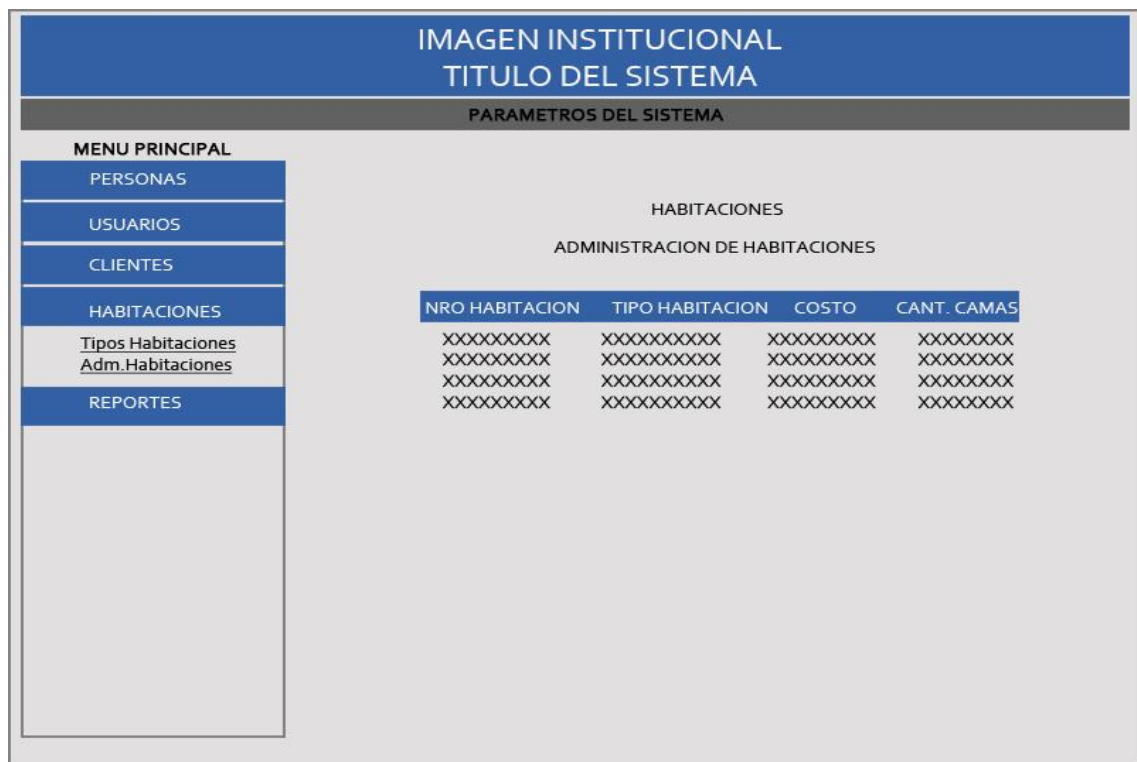 IMAGEN INSTITUCIONAL
TITULO DEL SISTEMA
PARAMETROS DEL SISTEMA
MENU PRINCIPAL
PERSONAS
USUARIOS
CLIENTES
HABITACIONES
Tipos Habitaciones
Adm.Habitaciones
REPORTES
HABITACIONES
ADMINISTRACION DE HABITACIONES
NRO HABITACION TIPO HABITACION COSTO CANT. CAMAS
XXXXXXXXX XXXXXXXXXX XXXXXXXXX XXXXXXXX
XXXXXXXXX XXXXXXXXXX XXXXXXXXX XXXXXXXX
XXXXXXXXX XXXXXXXXXX XXXXXXXXX XXXXXXXX
XXXXXXXXX XXXXXXXXXX XXXXXXXXX XXXXXXXX